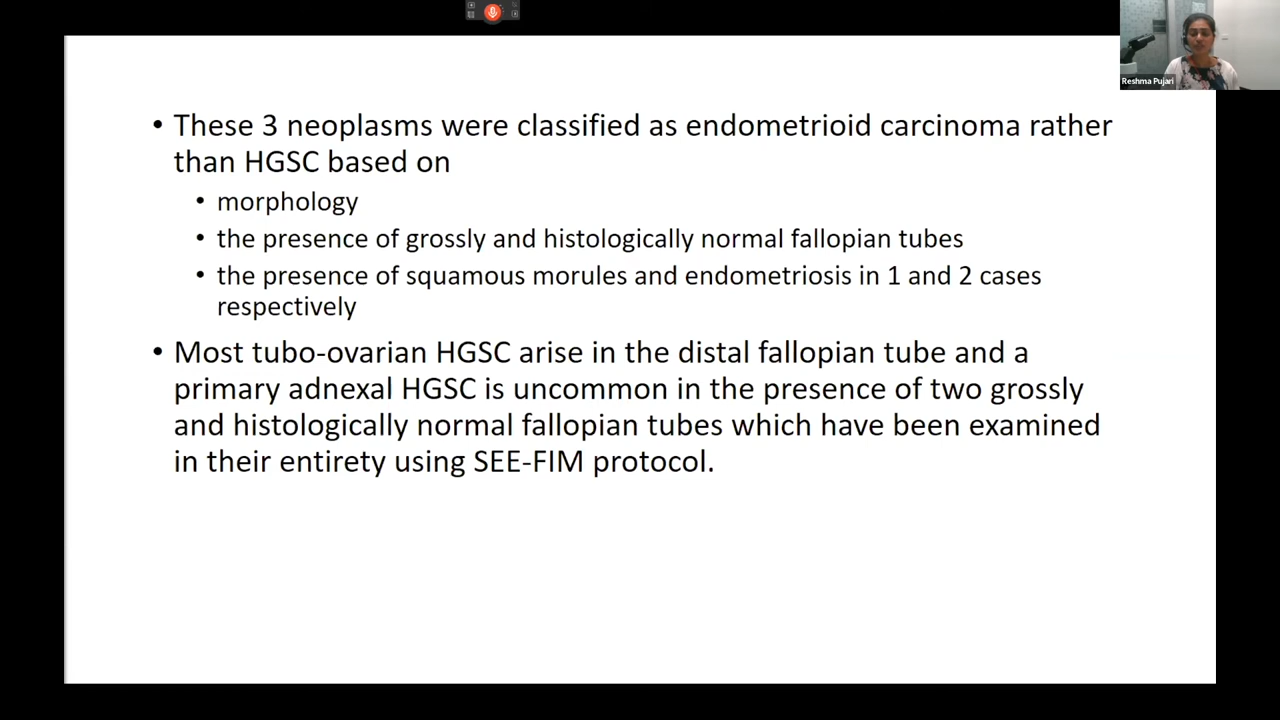 Reshma Pujari
• These 3 neoplasms were classified as endometrioid carcinoma rather
than HGSC based on
• morphology
• the presence of grossly and histologically normal fallopian tubes
• the presence of squamous morules and endometriosis in 1 and 2 cases
respectively
• Most tubo-ovarian HGSC arise in the distal fallopian tube and a
primary adnexal HGSC is uncommon in the presence of two grossly
and histologically normal fallopian tubes which have been examined
in their entirety using SEE-FIM protocol.